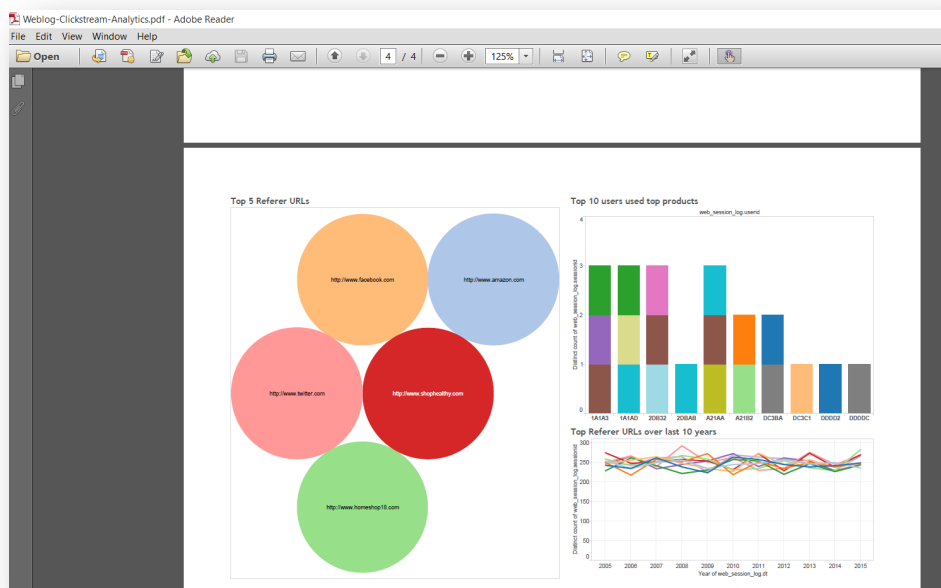 Weblog-Clickstream-Analytics.pdf - Adobe Reader
File Edit View Window Help
Open 4 / 4 125%
Top 5 Referer URLs
http://www.facebook.com
http://www.amazon.com
http://www.twitter.com
http://www.shophealthy.com
http://www.homeshop18.com
Top 10 users used top products
web_session_log.userid
Distinct count of web_session_log.sessionid
4
3
2
1
0
1A1A3 1A1AD 2DB32 2DBAB A21AA A21B2 DC3BA DC3C1 DDDD2 DDDDC
Top Referer URLs over last 10 years
Distinct count of web_session_log.sessionid
300
250
200
150
100
50
0
2005 2006 2007 2008 2009 2010 2011 2012 2013 2014 2015
Year of web_session_log.dt